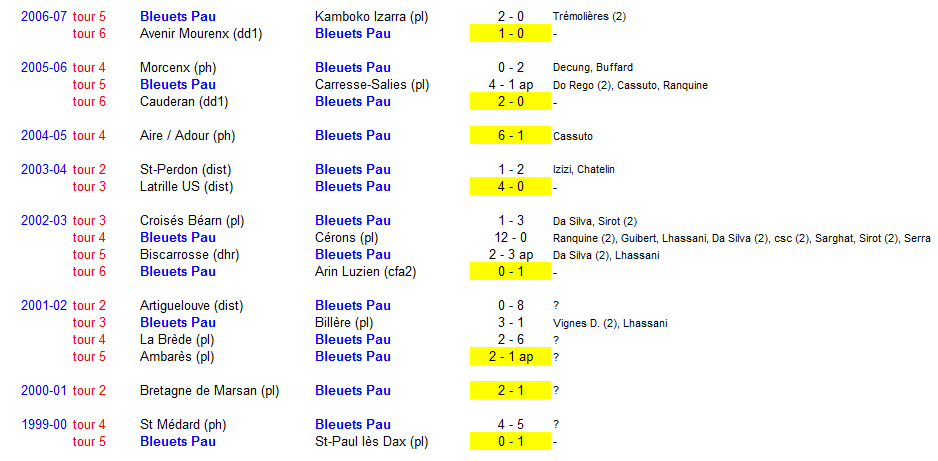 2006-07 tour 5 Bleuets Pau Kamboko Izarra (pl) 2 - 0 Trémolières (2)
tour 6 Avenir Mourenx (dd1) Bleuets Pau 1 - 0 -
2005-06 tour 4 Morcenx (ph) Bleuets Pau 0 - 2 Decung, Buffard
tour 5 Bleuets Pau Carresse-Salies (pl) 4 - 1 ap Do Rego (2), Cassuto, Ranquine
tour 6 Cauderan (dd1) Bleuets Pau 2 - 0 -
2004-05 tour 4 Aire / Adour (ph) Bleuets Pau 6 - 1 Cassuto
2003-04 tour 2 St-Perdon (dist) Bleuets Pau 1 - 2 Izizi, Chatelin
tour 3 Latrille US (dist) Bleuets Pau 4 - 0 -
2002-03 tour 3 Croisés Béarn (pl) Bleuets Pau 1 - 3 Da Silva, Sirot (2)
tour 4 Bleuets Pau Cérons (pl) 12 - 0 Ranquine (2), Guibert, Lhassani, Da Silva (2), csc (2), Sarghat, Sirot (2), Serra
tour 5 Biscarrosse (dhr) Bleuets Pau 2 - 3 ap Da Silva (2), Lhassani
tour 6 Bleuets Pau Arin Luzien (cfa2) 0 - 1 -
2001-02 tour 2 Artiguelouve (dist) Bleuets Pau 0 - 8 ?
tour 3 Bleuets Pau Billère (pl) 3 - 1 Vignes D. (2), Lhassani
tour 4 La Brède (pl) Bleuets Pau 2 - 6 ?
tour 5 Ambarès (pl) Bleuets Pau 2 - 1 ap ?
2000-01 tour 2 Bretagne de Marsan (pl) Bleuets Pau 2 - 1 ?
1999-00 tour 4 St Médard (ph) Bleuets Pau 4 - 5 ?
tour 5 Bleuets Pau St-Paul lès Dax (pl) 0 - 1 -